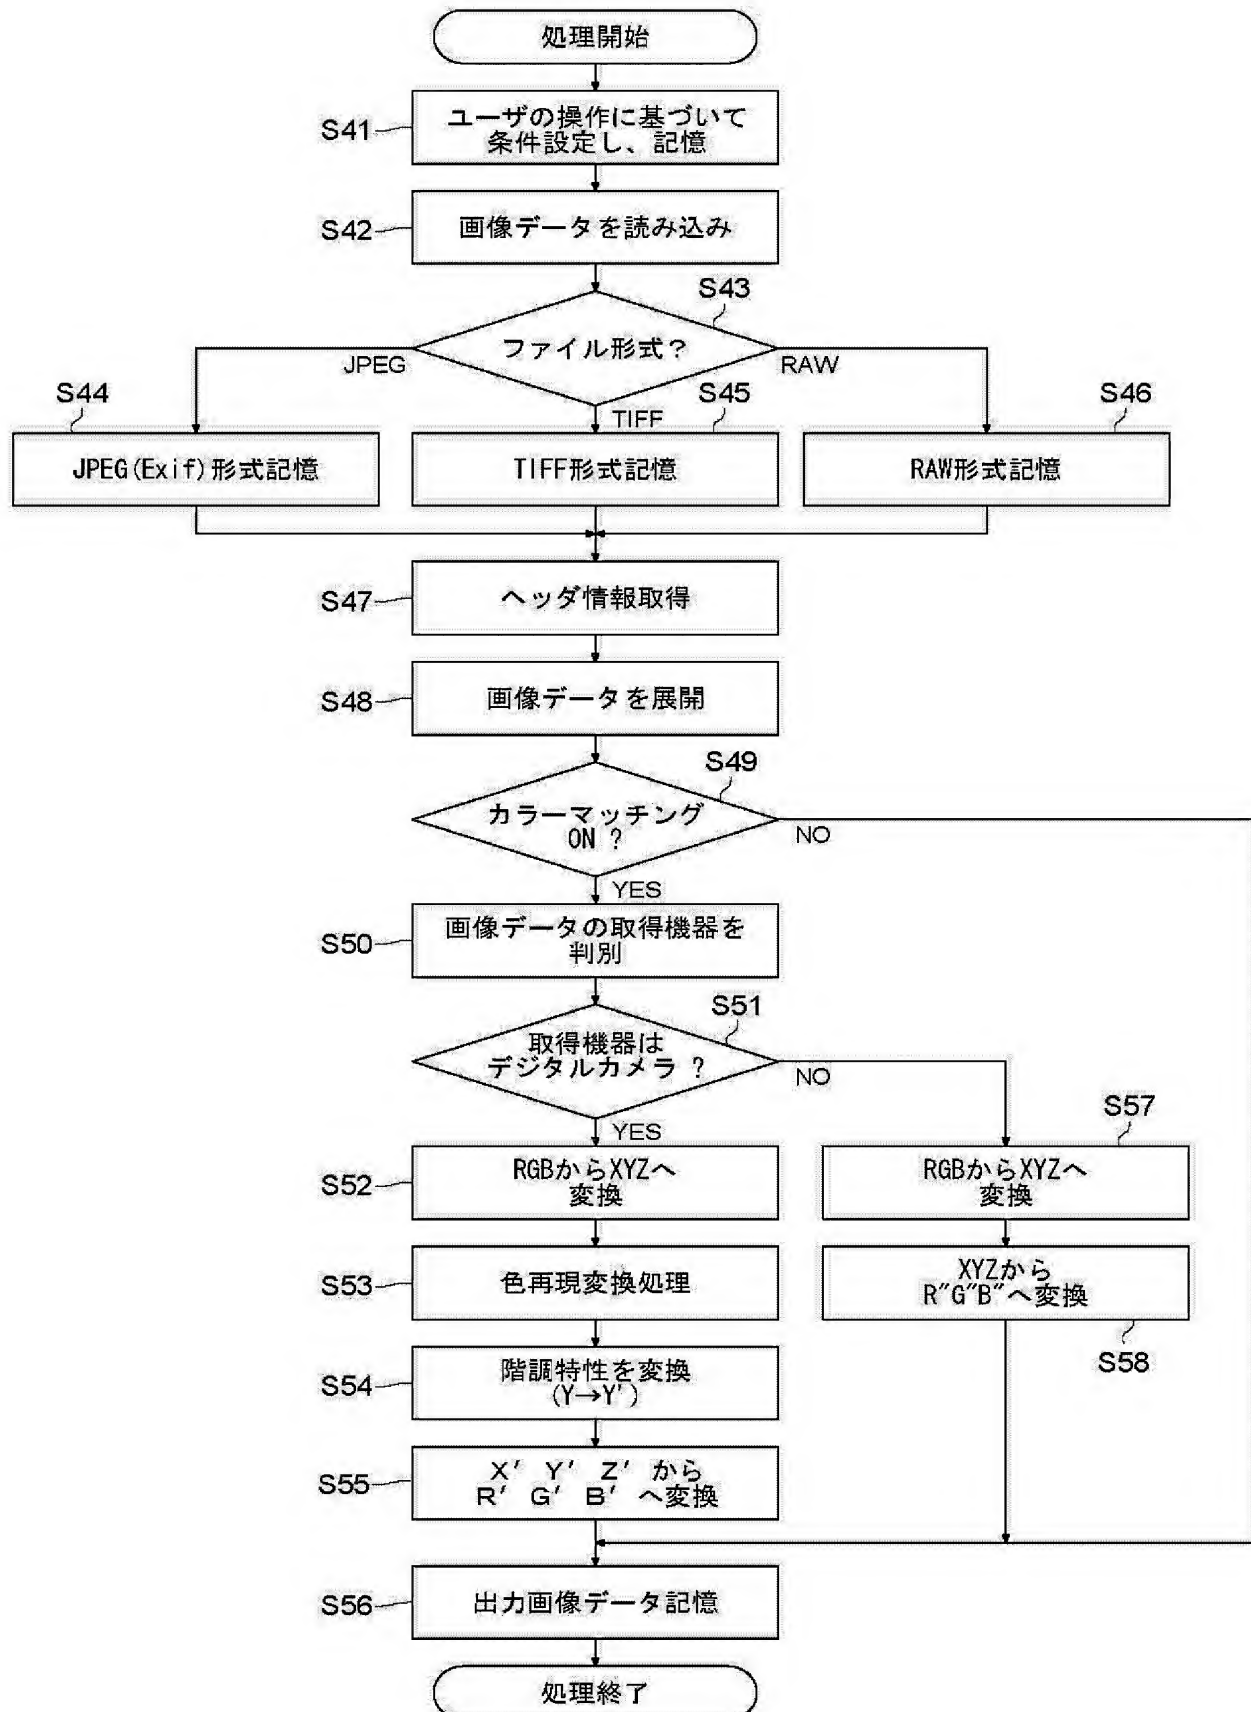 処理開始
S41
ユーザの操作に基づいて
条件設定し、記憶
S42
画像データを読み込み
S43
ファイル形式?
JPEG
RAW
TIFF
S44
JPEG(Exif)形式記憶
S45
TIFF形式記憶
S46
RAW形式記憶
S47
ヘッダ情報取得
S48
画像データを展開
S49
カラーマッチング
ON ?
NO
YES
S50
画像データの取得機器を
判別
S51
取得機器は
デジタルカメラ ?
NO
YES
S52
RGBからXYZへ
変換
S57
RGBからXYZへ
変換
S53
色再現変換処理
XYZから
R"G"B"へ変換
S58
S54
階調特性を変換
(Y→Y')
S55
X' Y' Z' から
R' G' B' へ変換
S56
出力画像データ記憶
処理終了